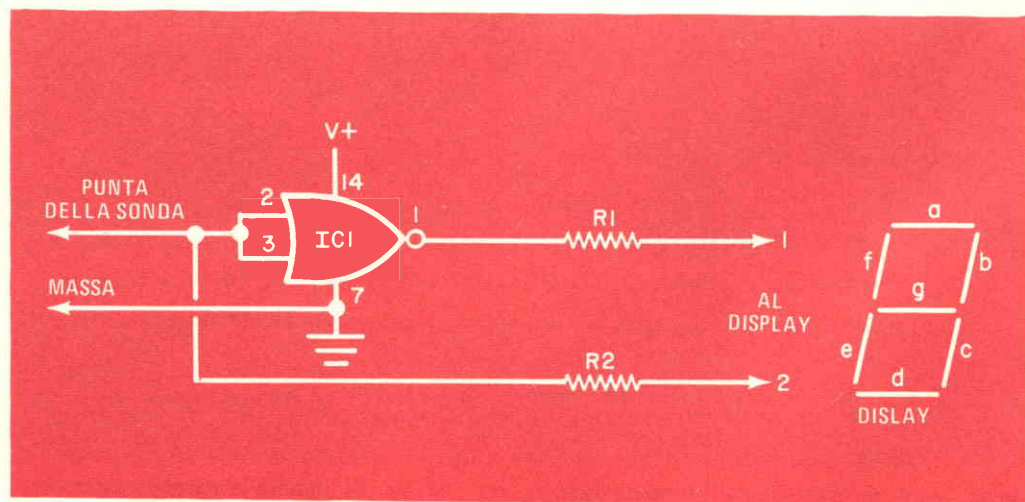 V+
14
PUNTA
DELLA SONDA
2
3
IC1
1
7
MASSA
R1
1
AL
DISPLAY
R2
2
a
f
b
g
e
c
d
DISLAY